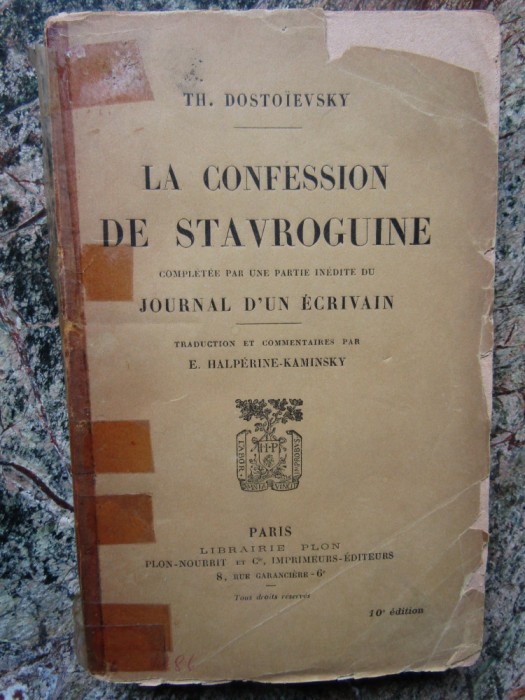 TH. DOSTOÏEVSKY
LA CONFESSION
DE STAVROGUINE
COMPLÉTÉE PAR UNE PARTIE INÉDITE DU
JOURNAL D'UN ÉCRIVAIN
TRADUCTION ET COMMENTAIRES PAR
E. HALPÉRINE-KAMINSKY
LABOR
H·P
IMPROBVS
PARIS
LIBRAIRIE PLON
PLON-NOURRIT ET Cie, IMPRIMEURS-ÉDITEURS
8, RUE GARANCIÈRE - 6e
Tous droits réservés
10e édition